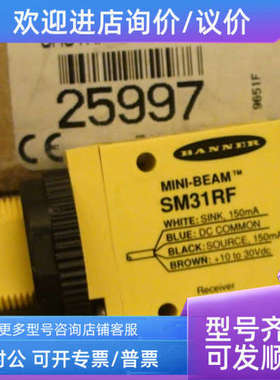 欢迎进店询价/议价
25997
9651F
BANNER
MINI-BEAM™
SM31RF
WHITE: SINK, 150mA
BLUE: DC COMMON
BLACK: SOURCE, 150mA
BROWN: +10 to 30Vdc
Receiver
更多型号咨询店铺客服
型号齐
对公 可开专票/普票
可发顺